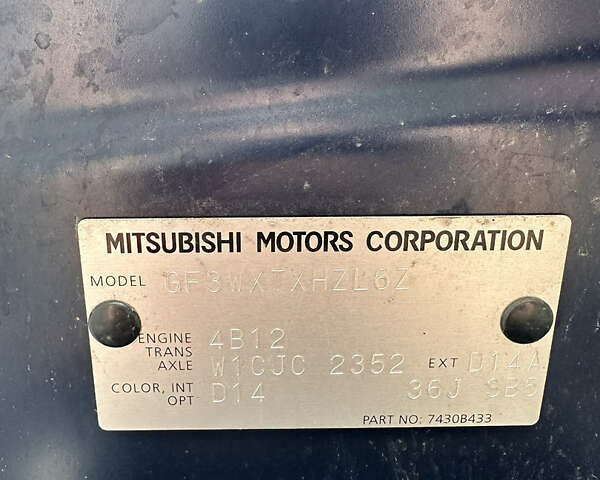 MITSUBISHI MOTORS CORPORATION
MODEL GF3WXTXHZL6Z
ENGINE 4B12
TRANS AXLE W1CJC 2352 EXT D14A
COLOR, INT OPT D14 36J SB5
PART NO: 7430B433